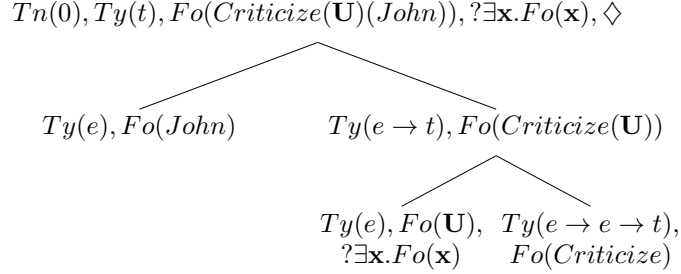 Tn(0), Ty(t), Fo(Criticize(U)(John)), ?∃x.Fo(x), ♢
Ty(e), Fo(John) Ty(e → t), Fo(Criticize(U))
Ty(e), Fo(U), Ty(e → e → t),
?∃x.Fo(x) Fo(Criticize)